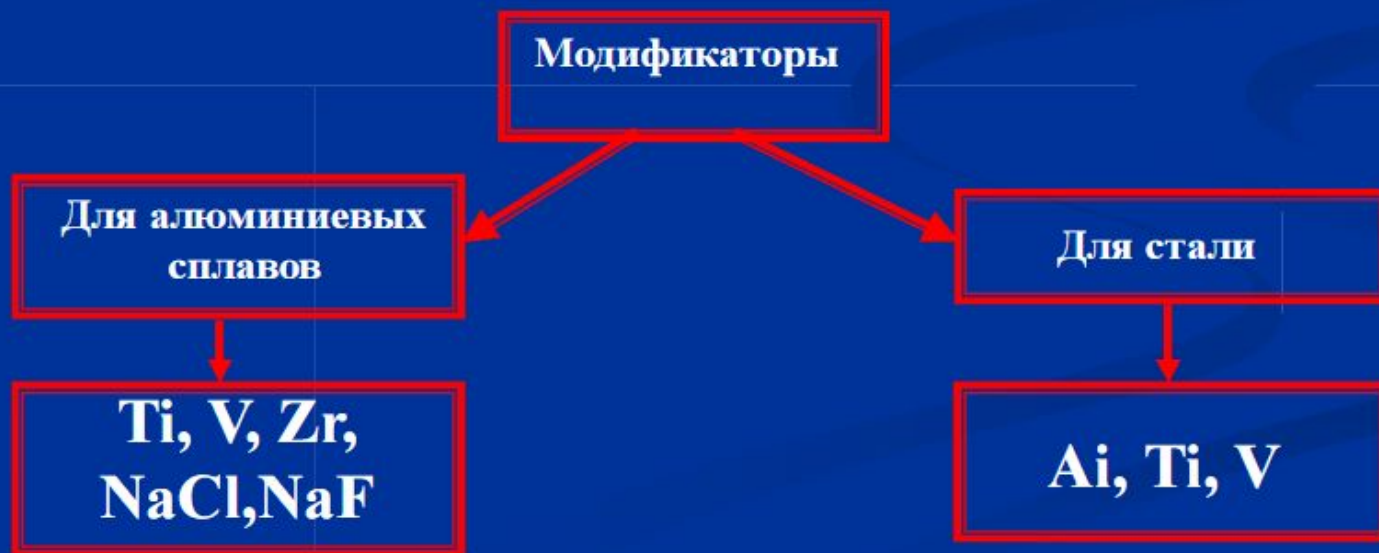 Модификаторы
Для алюминиевых
сплавов
Для стали
Ti, V, Zr,
NaCl,NaF
Ai, Ti, V